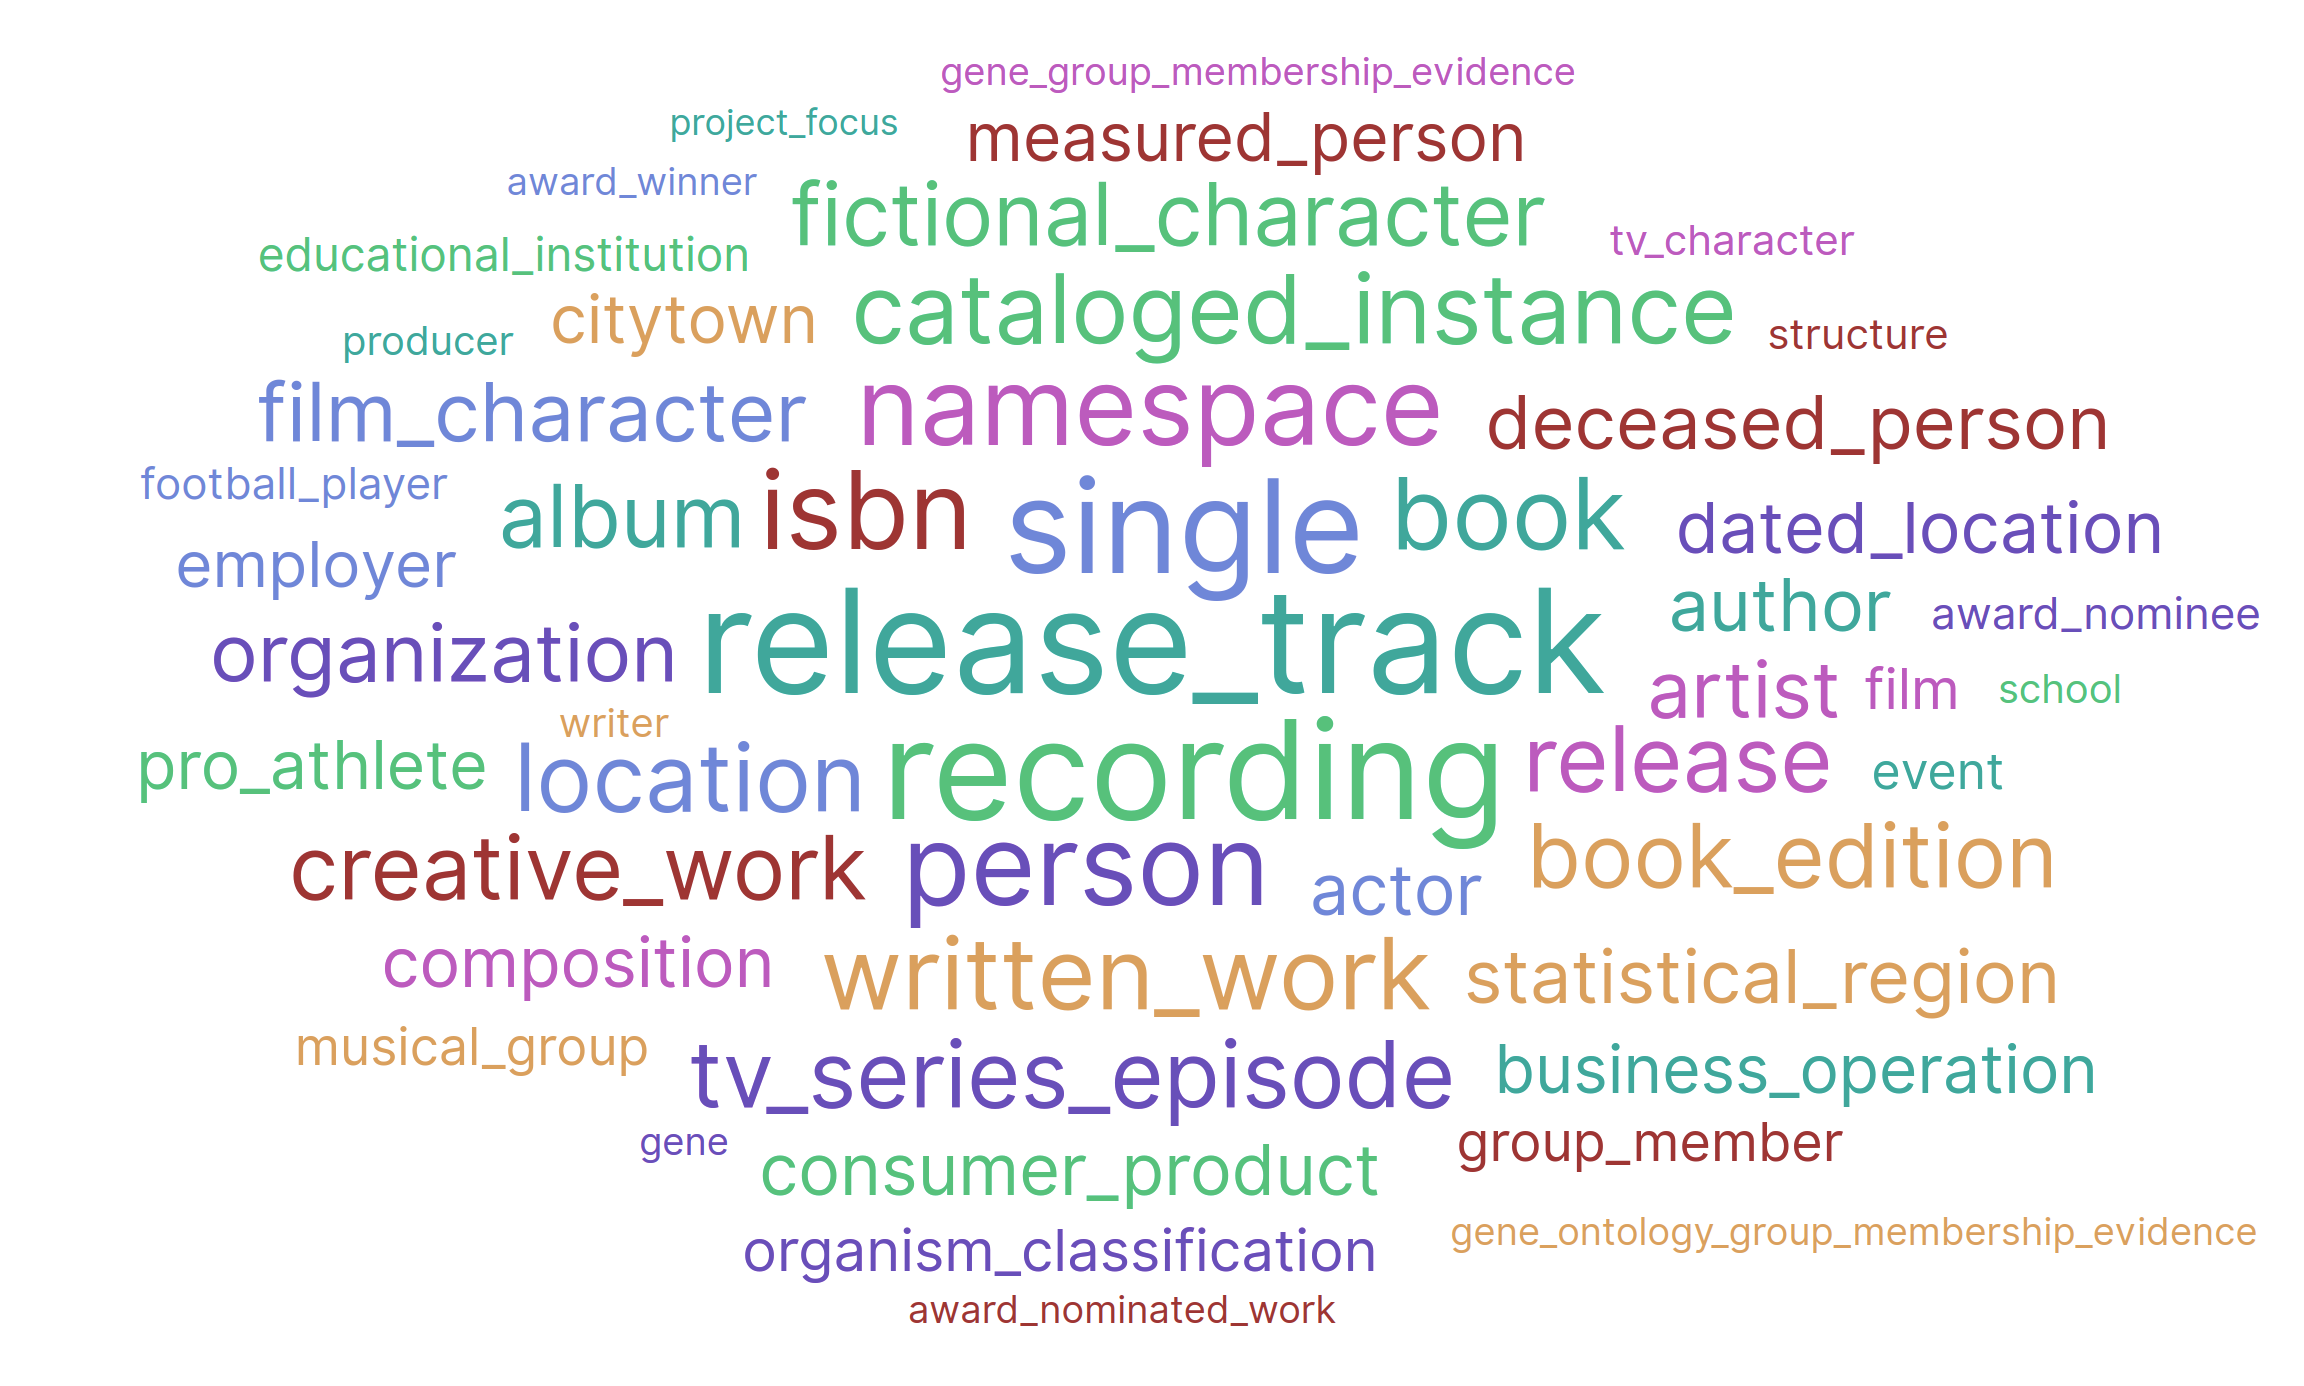 gene_group_membership_evidence
project_focus measured_person
award_winner fictional_character
educational_institution tv_character
citytown cataloged_instance
producer structure
film_character namespace deceased_person
football_player album isbn single book dated_location
employer author award_nominee
organization release_track artist film school
writer
pro_athlete location recording release event
creative_work person actor book_edition
composition written_work statistical_region
musical_group tv_series_episode business_operation
gene consumer_product group_member
organism_classification gene_ontology_group_membership_evidence
award_nominated_work